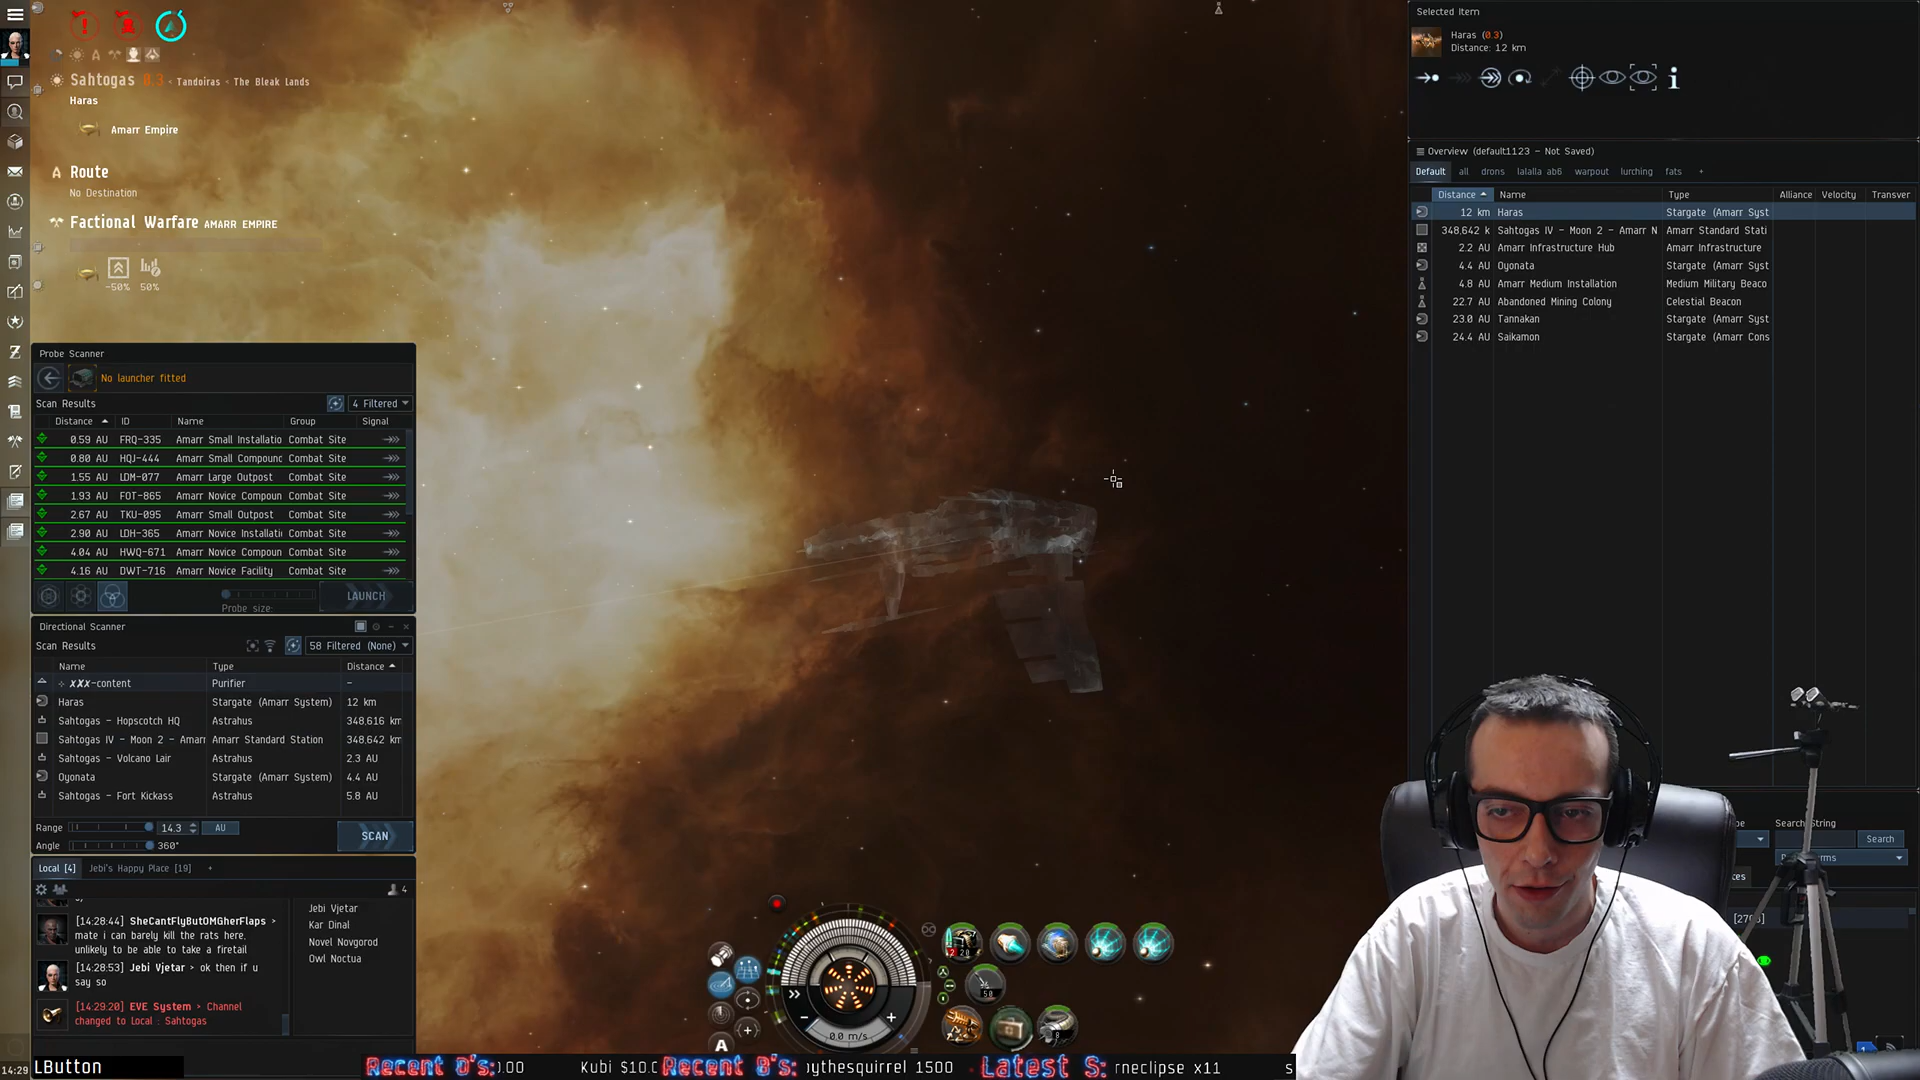 Sahtogas 0.3 < Tandoiras < The Bleak Lands
Haras
Amarr Empire
Route
No Destination
Factional Warfare AMARR EMPIRE
-50% 50%
Probe Scanner
No launcher fitted
Scan Results
4 Filtered
Distance ID Name Group Signal
0.59 AU FRQ-335 Amarr Small Installatio Combat Site
0.80 AU HQJ-444 Amarr Small Compound Combat Site
1.55 AU LDM-077 Amarr Large Outpost Combat Site
1.93 AU FOT-865 Amarr Novice Compoun Combat Site
2.67 AU TKU-095 Amarr Small Outpost Combat Site
2.90 AU LDH-365 Amarr Novice Installati Combat Site
4.04 AU HWQ-671 Amarr Novice Compoun Combat Site
4.16 AU DWT-716 Amarr Novice Facility Combat Site
Probe size:
LAUNCH
Directional Scanner
Scan Results
58 Filtered (None)
Name Type Distance
xXx-content Purifier -
Haras Stargate (Amarr System) 12 km
Sahtogas - Hopscotch HQ Astrahus 348,616 km
Sahtogas IV - Moon 2 - Amarr Amarr Standard Station 348,642 km
Sahtogas - Volcano Lair Astrahus 2.3 AU
Oyonata Stargate (Amarr System) 4.4 AU
Sahtogas - Fort Kickass Astrahus 5.8 AU
Range 14.3 AU
SCAN
Angle 360°
Local [4] Jebi's Happy Place [19] +
4
[14:28:44] SheCantFlyButOMGherFlaps >
mate i can barely kill the rats here,
unlikely to be able to take a firetail
[14:28:53] Jebi Vjetar > ok then if u
say so
[14:29:20] EVE System > Channel
changed to Local : Sahtogas
Jebi Vjetar
Kar Dinal
Novel Novgorod
Owl Noctua
14:29
LButton
0.0 m/s
20
50
8
A
Recent D's: 0.00 Kubi $10.0 Recent B's: oythesquirrel 1500 Latest S: rneclipse x11 s
Selected Item
Haras (0.3)
Distance: 12 km
Overview (default1123 - Not Saved)
Default all drons lalalla ab6 warpout lurching fats +
Distance Name Type Alliance Velocity Transver
12 km Haras Stargate (Amarr Syst
348,642 k Sahtogas IV - Moon 2 - Amarr N Amarr Standard Stati
2.2 AU Amarr Infrastructure Hub Amarr Infrastructure
4.4 AU Oyonata Stargate (Amarr Syst
4.8 AU Amarr Medium Installation Medium Military Beaco
22.7 AU Abandoned Mining Colony Celestial Beacon
23.0 AU Tannakan Stargate (Amarr Syst
24.4 AU Saikamon Stargate (Amarr Cons
Search String
Search